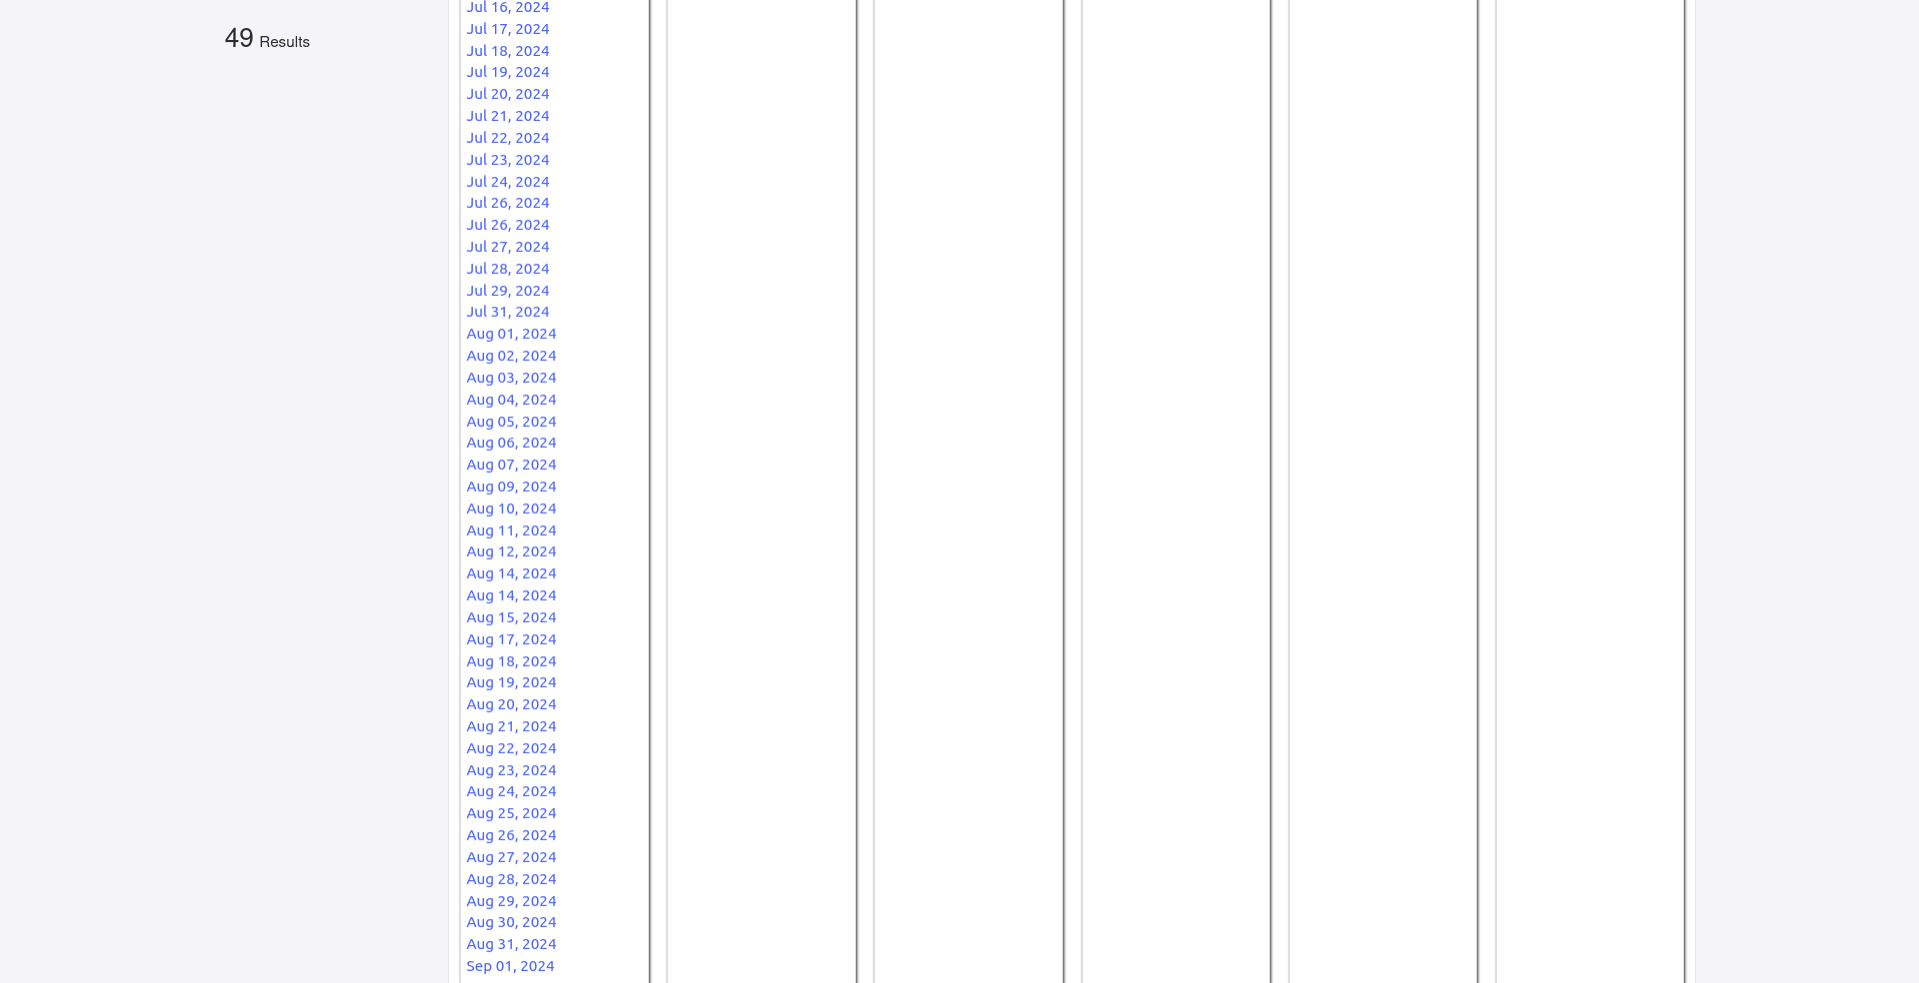 49 Results
Jul 16, 2024
Jul 17, 2024
Jul 18, 2024
Jul 19, 2024
Jul 20, 2024
Jul 21, 2024
Jul 22, 2024
Jul 23, 2024
Jul 24, 2024
Jul 26, 2024
Jul 26, 2024
Jul 27, 2024
Jul 28, 2024
Jul 29, 2024
Jul 31, 2024
Aug 01, 2024
Aug 02, 2024
Aug 03, 2024
Aug 04, 2024
Aug 05, 2024
Aug 06, 2024
Aug 07, 2024
Aug 09, 2024
Aug 10, 2024
Aug 11, 2024
Aug 12, 2024
Aug 14, 2024
Aug 14, 2024
Aug 15, 2024
Aug 17, 2024
Aug 18, 2024
Aug 19, 2024
Aug 20, 2024
Aug 21, 2024
Aug 22, 2024
Aug 23, 2024
Aug 24, 2024
Aug 25, 2024
Aug 26, 2024
Aug 27, 2024
Aug 28, 2024
Aug 29, 2024
Aug 30, 2024
Aug 31, 2024
Sep 01, 2024